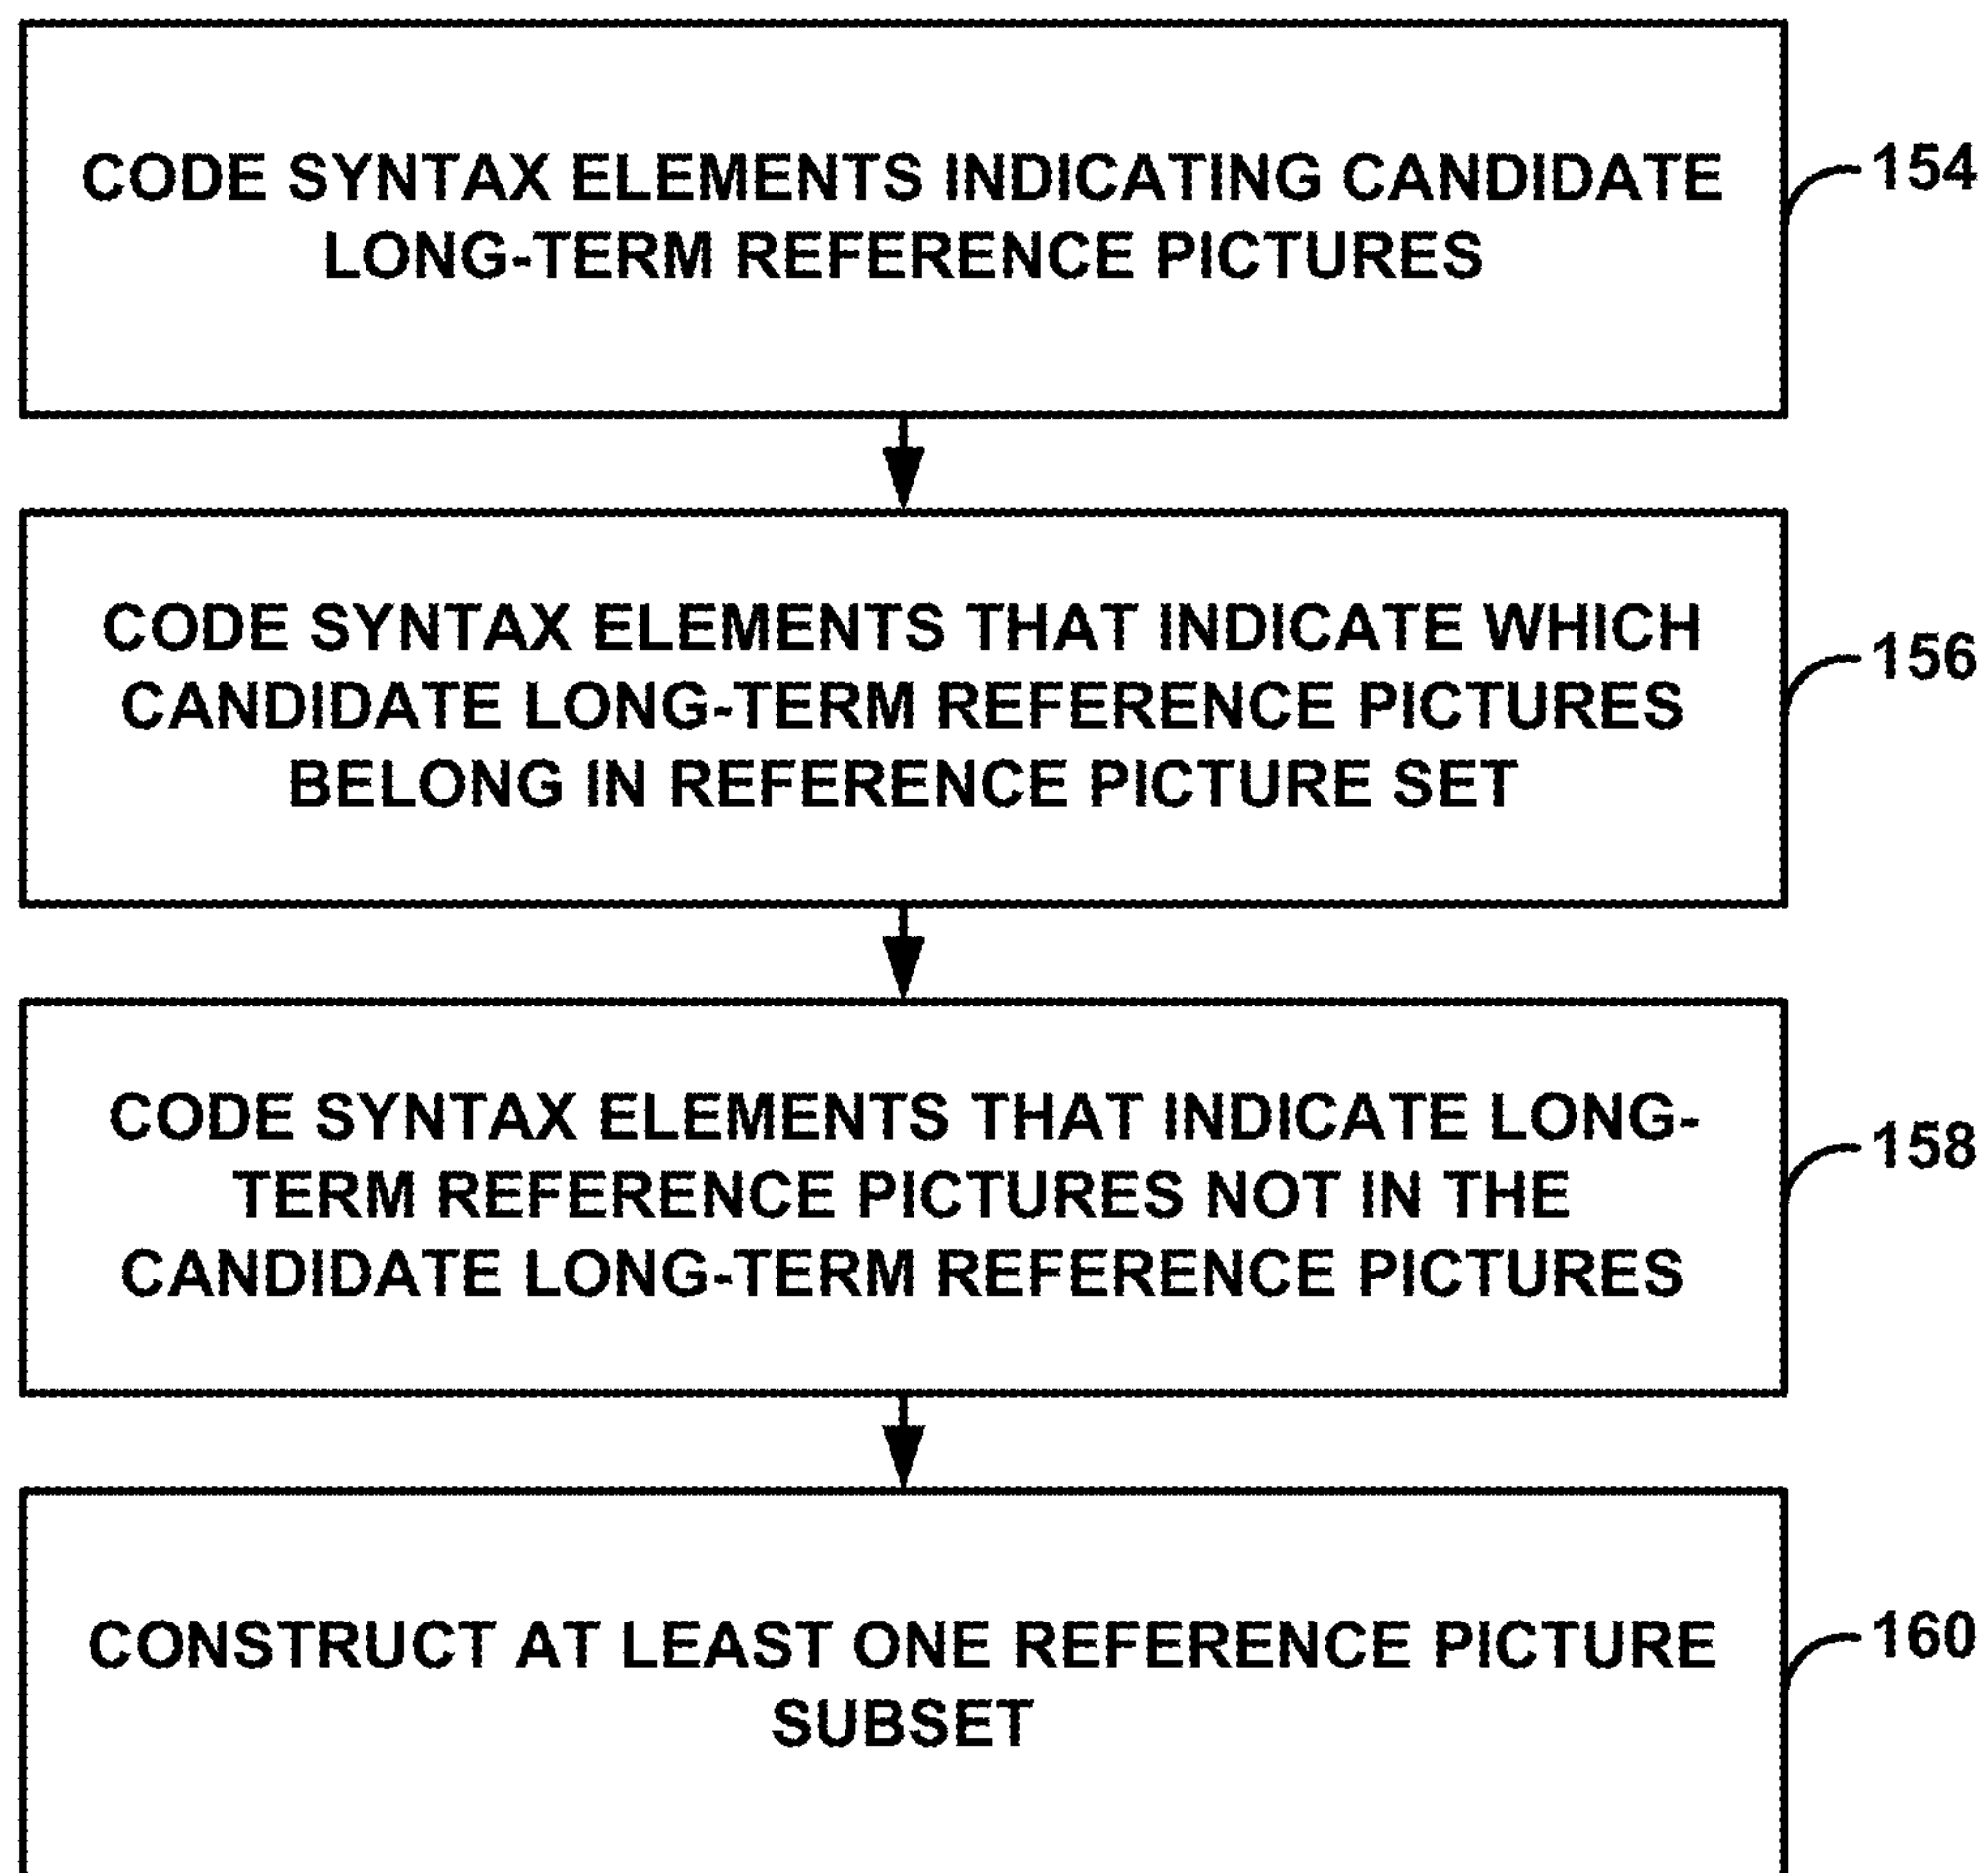 CODE SYNTAX ELEMENTS INDICATING CANDIDATE
LONG-TERM REFERENCE PICTURES
154
CODE SYNTAX ELEMENTS THAT INDICATE WHICH
CANDIDATE LONG-TERM REFERENCE PICTURES
BELONG IN REFERENCE PICTURE SET
156
CODE SYNTAX ELEMENTS THAT INDICATE LONG-
TERM REFERENCE PICTURES NOT IN THE
CANDIDATE LONG-TERM REFERENCE PICTURES
158
CONSTRUCT AT LEAST ONE REFERENCE PICTURE
SUBSET
160